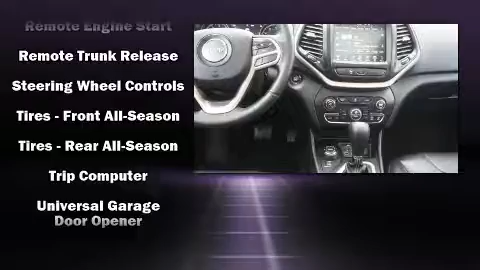 Remote Engine Start
Remote Trunk Release
Steering Wheel Controls
Tires - Front All-Season
Tires - Rear All-Season
Trip Computer
Universal Garage
Door Opener